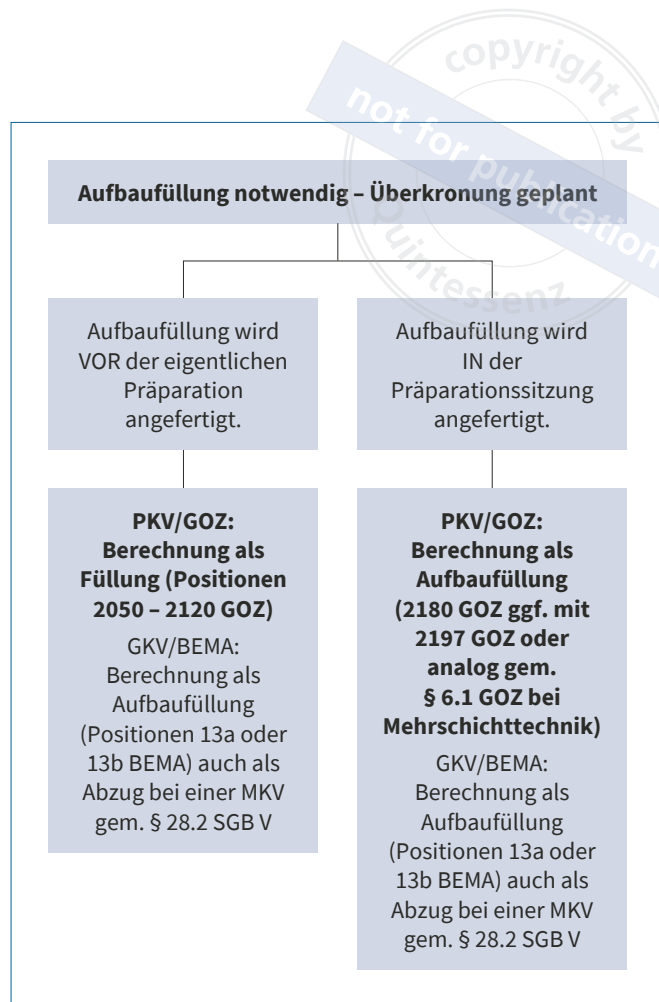 copyright by
not for publication
Quintessenz
Aufbaufüllung notwendig – Überkronung geplant
Aufbaufüllung wird
VOR der eigentlichen
Präparation
angefertigt.
Aufbaufüllung wird
IN der
Präparationssitzung
angefertigt.
PKV/GOZ:
Berechnung als
Füllung (Positionen
2050 – 2120 GOZ)
GKV/BEMA:
Berechnung als
Aufbaufüllung
(Positionen 13a oder
13b BEMA) auch als
Abzug bei einer MKV
gem. § 28.2 SGB V
PKV/GOZ:
Berechnung als
Aufbaufüllung
(2180 GOZ ggf. mit
2197 GOZ oder
analog gem.
§ 6.1 GOZ bei
Mehrschichttechnik)
GKV/BEMA:
Berechnung als
Aufbaufüllung
(Positionen 13a oder
13b BEMA) auch als
Abzug bei einer MKV
gem. § 28.2 SGB V